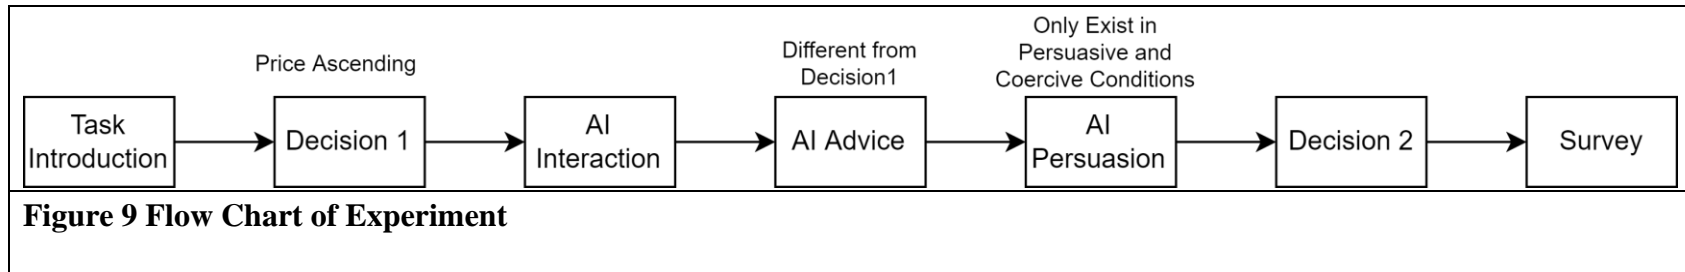 Task
Introduction
Price Ascending
Decision 1
AI
Interaction
Different from
Decision1
AI Advice
Only Exist in
Persuasive and
Coercive Conditions
AI
Persuasion
Decision 2
Survey
Figure 9 Flow Chart of Experiment